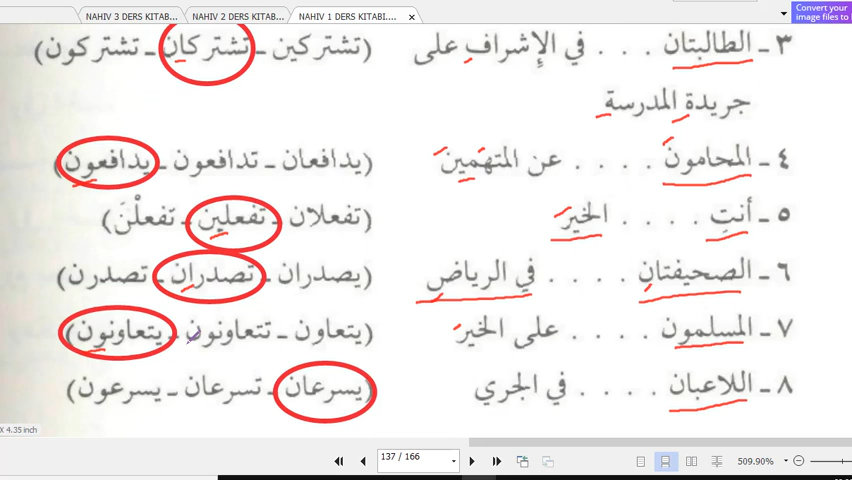 NAHIV 3 DERS KITAB...
NAHIV 2 DERS KITAB...
NAHIV 1 DERS KITABI....
Convert your
image files to
٣ ـ الطالبتان . . . . في الإشراف على (تشتركين ـ تشتركان ـ تشتركون)
جريدة المدرسة
٤ ـ المحامون . . . . عن المتهمين (يدافعان ـ تدافعون ـ يدافعون)
٥ ـ أنتِ . . . . الخير (تفعلان ـ تفعلين ـ تفعلْنَ)
٦ ـ الصحيفتان . . . . في الرياض (يصدران ـ تصدران ـ تصدرن)
٧ ـ المسلمون . . . . على الخير (يتعاون ـ تتعاونون ـ يتعاونون)
٨ ـ اللاعبان . . . . في الجري (يسرعان ـ تسرعان ـ يسرعون)
X 4.35 inch
137 / 166
509.90%